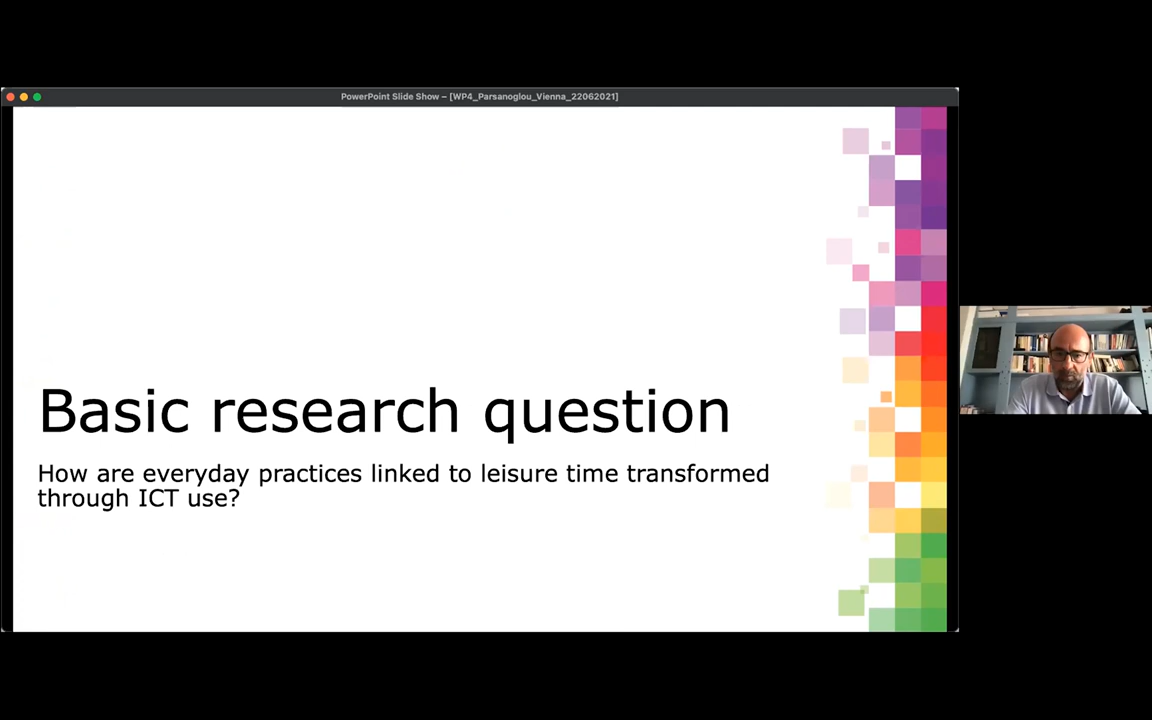 PowerPoint Slide Show – [WP4_Parsanoglou_Vienna_22062021]
Basic research question
How are everyday practices linked to leisure time transformed
through ICT use?